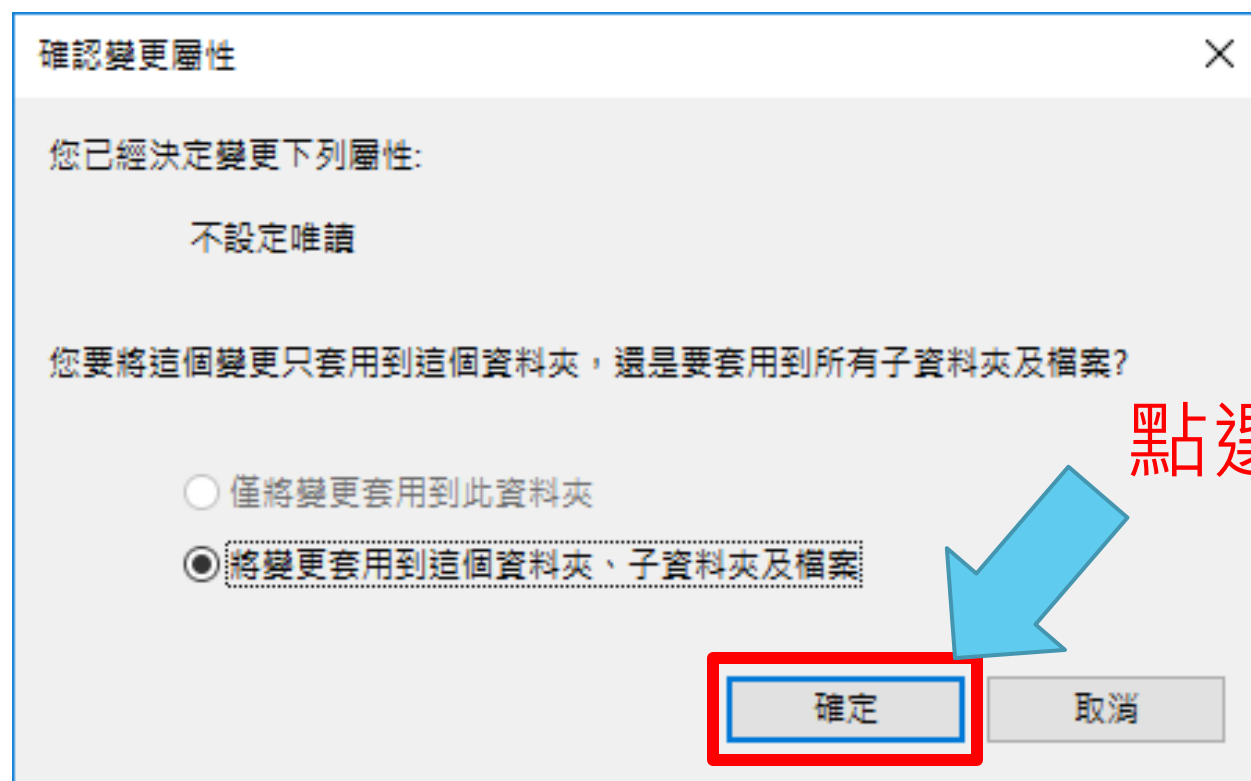 確認變更屬性
您已經決定變更下列屬性:
不設定唯讀
您要將這個變更只套用到這個資料夾，還是要套用到所有子資料夾及檔案?
點選
僅將變更套用到此資料夾
將變更套用到這個資料夾、子資料夾及檔案
確定
取消